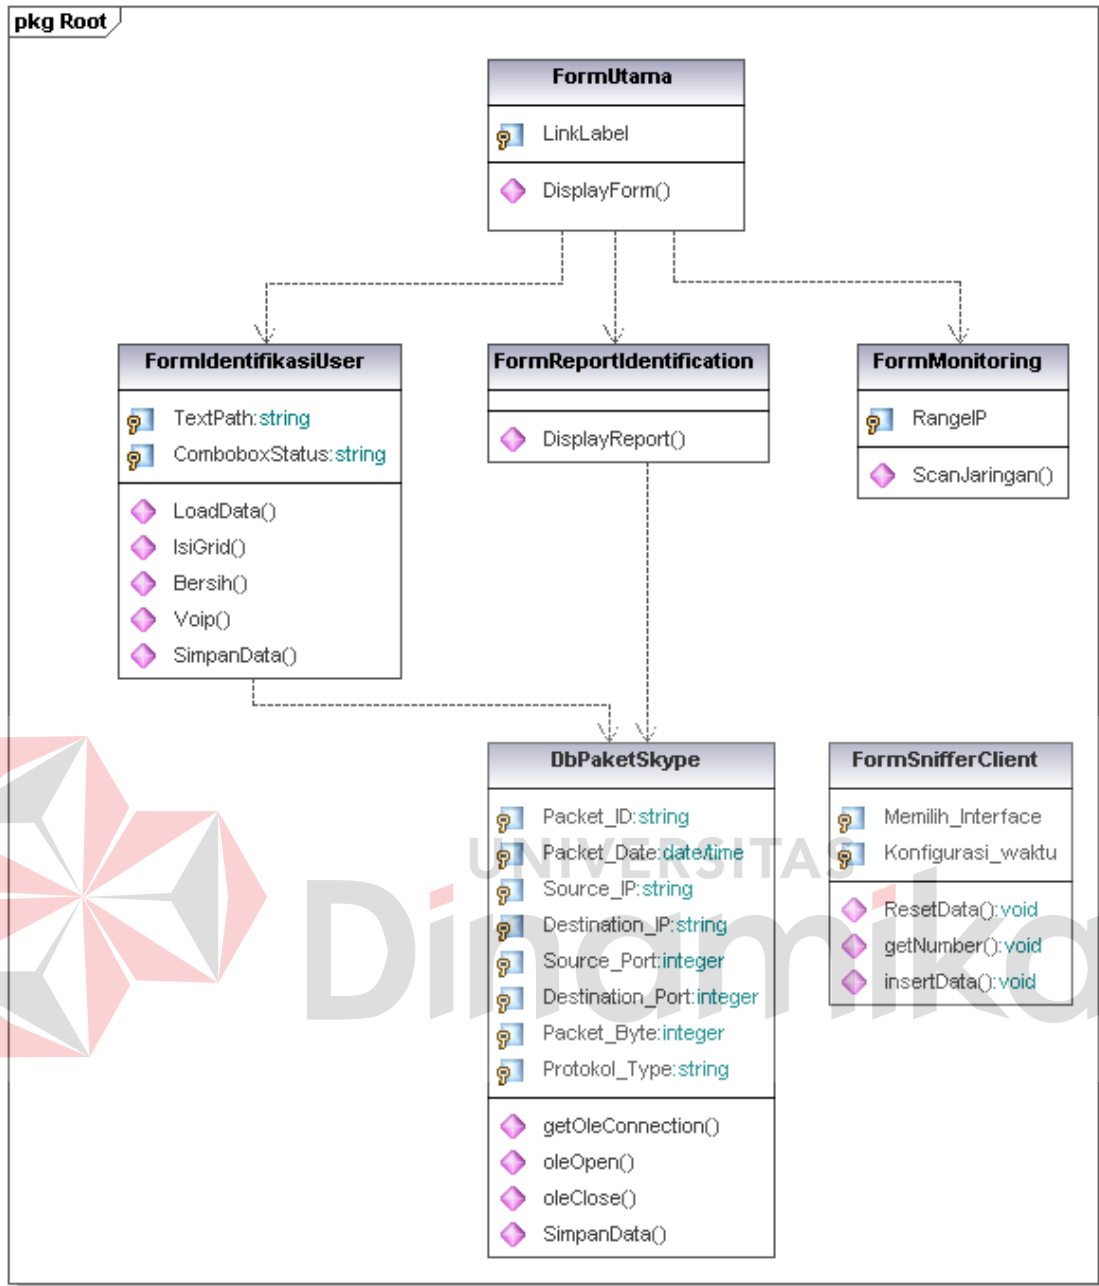 pkg Root
FormUtama
LinkLabel
DisplayForm()
FormIdentifikasiUser
TextPath:string
ComboboxStatus:string
LoadData()
IsiGrid()
Bersih()
Voip()
SimpanData()
FormReportIdentification
DisplayReport()
FormMonitoring
RangeIP
ScanJaringan()
DbPaketSkype
Packet_ID:string
Packet_Date:date/time
Source_IP:string
Destination_IP:string
Source_Port:integer
Destination_Port:integer
Packet_Byte:integer
Protokol_Type:string
getOleConnection()
oleOpen()
oleClose()
SimpanData()
FormSnifferClient
Memilih_Interface
Konfigurasi_waktu
ResetData():void
getNumber():void
insertData():void
UNIVERSITAS
Dinamika